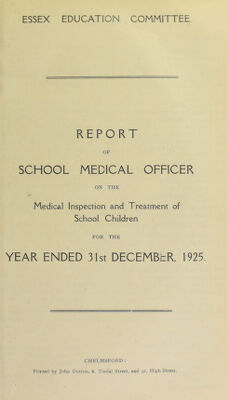 ESSEX EDUCATION COMMITTEE.
REPORT
OF
SCHOOL MEDICAL OFFICER
ON THE
Medical Inspection and Treatment of
School Children
FOR THE
YEAR ENDED 31st DECEMBER, 1925.
CHELMSFORD:
Printed by John Dutton, 8, Tindal Street, and 91, High Street.